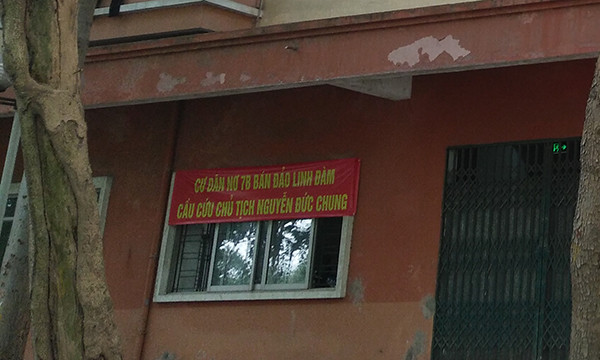 CƯ DÂN NƠ 7B BÁN ĐẢO LINH ĐÀM
CẦU CỨU CHỦ TỊCH NGUYỄN ĐỨC CHUNG